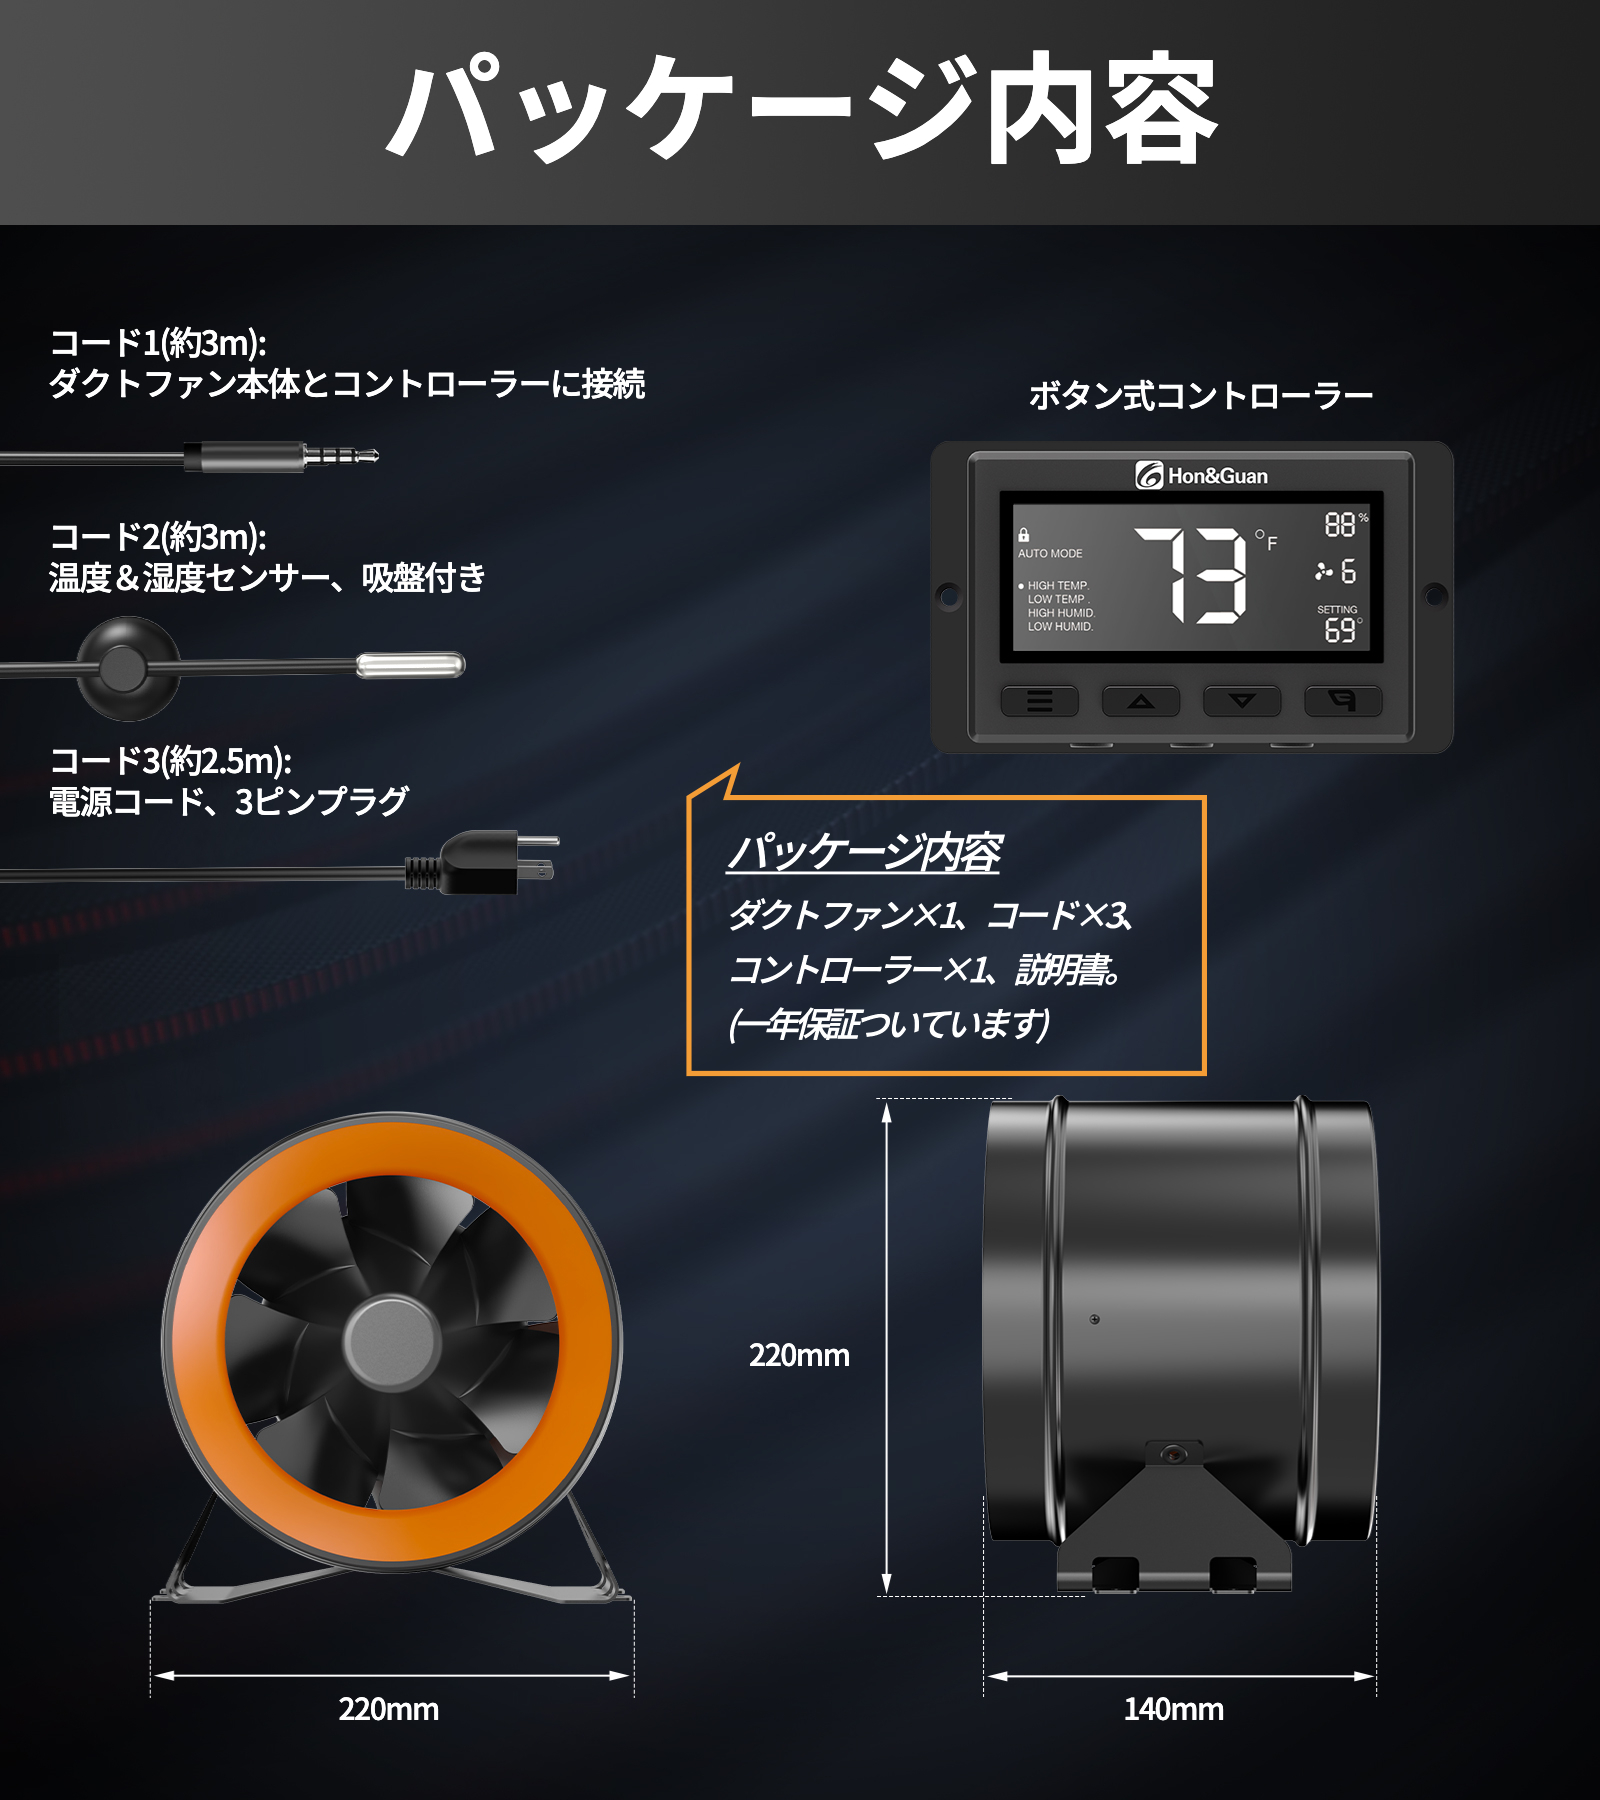 パッケージ内容
コード1(約3m):
ダクトファン本体とコントローラーに接続
コード2(約3m):
温度＆湿度センサー、吸盤付き
コード3(約2.5m):
電源コード、3ピンプラグ
ボタン式コントローラー
Hon&Guan
AUTO MODE
HIGH TEMP.
LOW TEMP .
HIGH HUMID.
LOW HUMID.
73 °F
88%
6
SETTING
69°
パッケージ内容
ダクトファン×1、コード×3、
コントローラー×1、説明書。
(一年保証ついています)
220mm
220mm
140mm